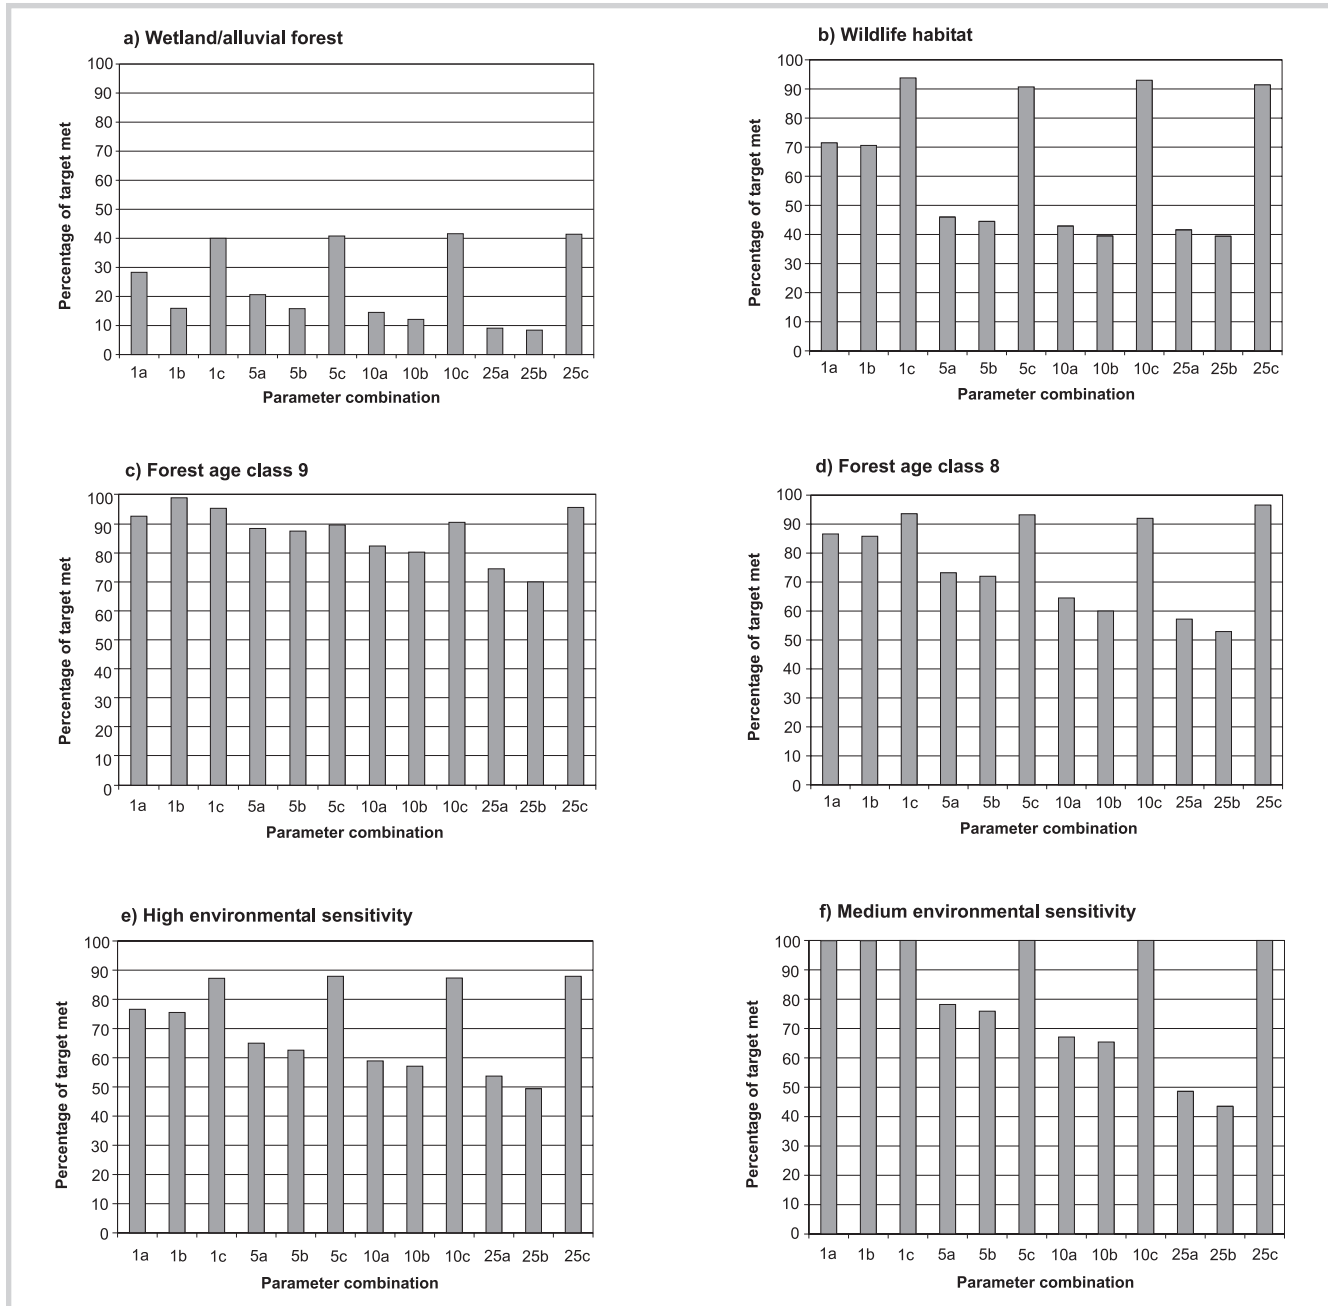 a) Wetland/alluvial forest
Percentage of target met
100
90
80
70
60
50
40
30
20
10
0
1a 1b 1c 5a 5b 5c 10a 10b 10c 25a 25b 25c
Parameter combination
b) Wildlife habitat
Percentage of target met
100
90
80
70
60
50
40
30
20
10
0
1a 1b 1c 5a 5b 5c 10a 10b 10c 25a 25b 25c
Parameter combination
c) Forest age class 9
Percentage of target met
100
90
80
70
60
50
40
30
20
10
0
1a 1b 1c 5a 5b 5c 10a 10b 10c 25a 25b 25c
Parameter combination
d) Forest age class 8
Percentage of target met
100
90
80
70
60
50
40
30
20
10
0
1a 1b 1c 5a 5b 5c 10a 10b 10c 25a 25b 25c
Parameter combination
e) High environmental sensitivity
Percentage of target met
100
90
80
70
60
50
40
30
20
10
0
1a 1b 1c 5a 5b 5c 10a 10b 10c 25a 25b 25c
Parameter combination
f) Medium environmental sensitivity
Percentage of target met
100
90
80
70
60
50
40
30
20
10
0
1a 1b 1c 5a 5b 5c 10a 10b 10c 25a 25b 25c
Parameter combination